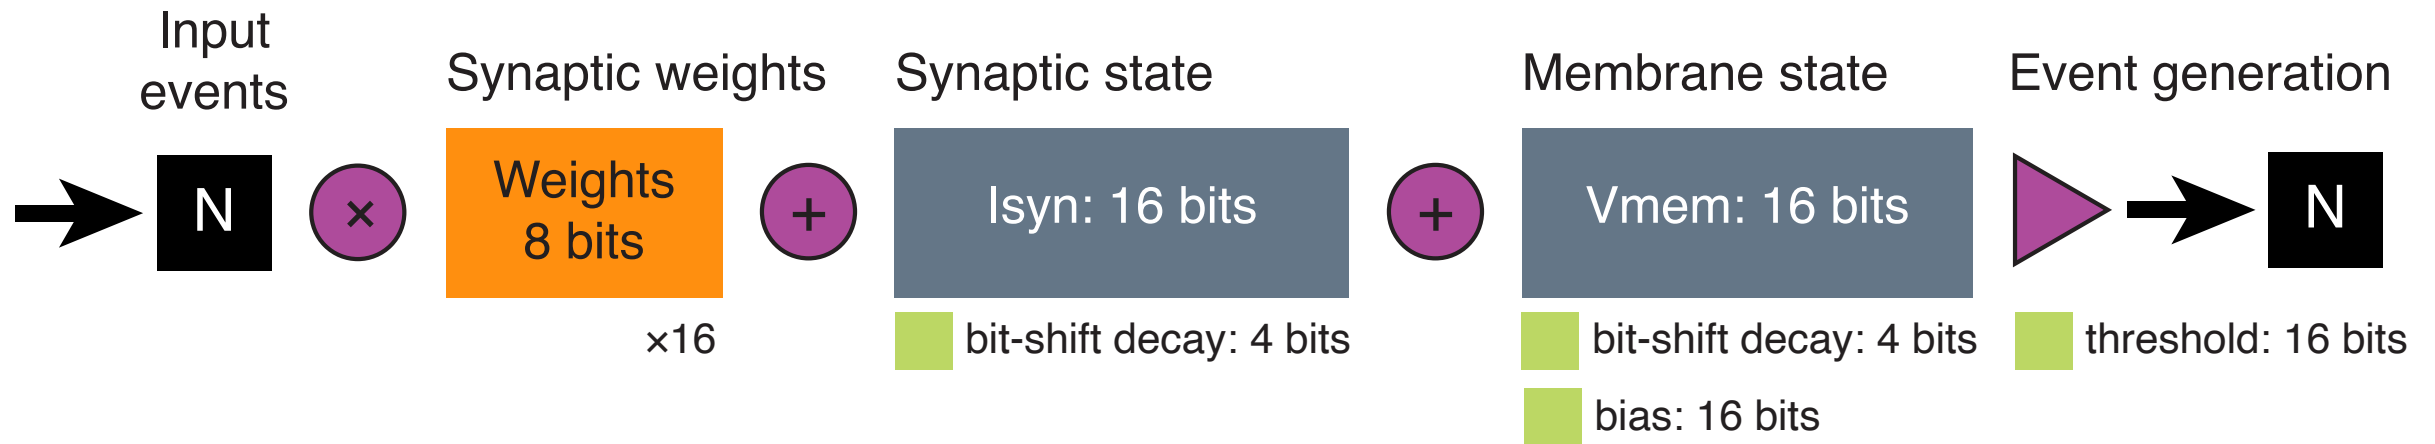 Input
events
Synaptic weights
Synaptic state
Membrane state
Event generation
N
×
Weights
8 bits
+
Isyn: 16 bits
+
Vmem: 16 bits
N
×16
bit-shift decay: 4 bits
bit-shift decay: 4 bits
threshold: 16 bits
bias: 16 bits